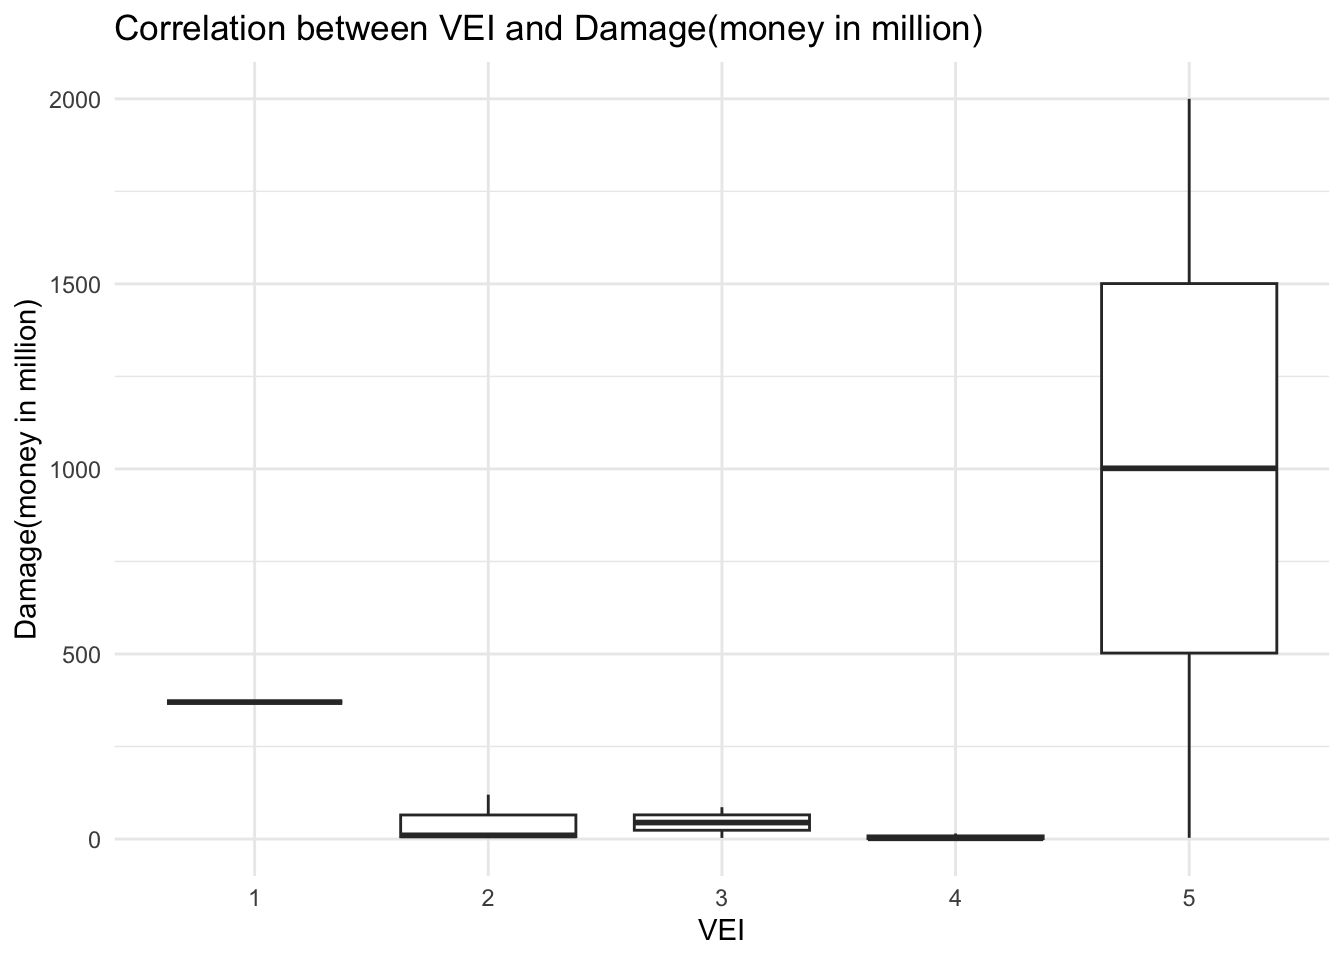 Correlation between VEI and Damage(money in million)
Damage(money in million)
2000
1500
1000
500
0
1 2 3 4 5
VEI